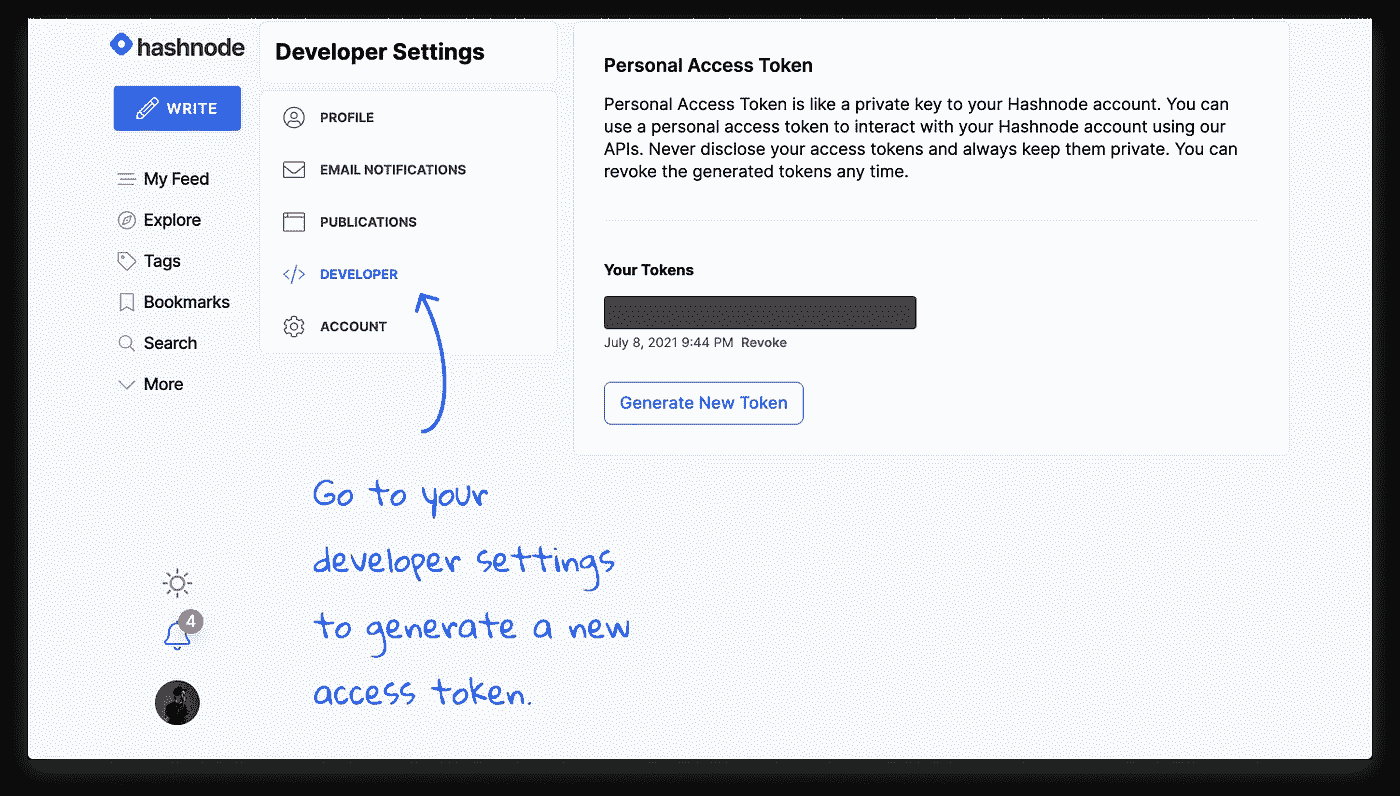 hashnode
WRITE
My Feed
Explore
Tags
Bookmarks
Search
More
4
Developer Settings
PROFILE
EMAIL NOTIFICATIONS
PUBLICATIONS
DEVELOPER
ACCOUNT
Go to your
developer settings
to generate a new
access token.
Personal Access Token
Personal Access Token is like a private key to your Hashnode account. You can
use a personal access token to interact with your Hashnode account using our
APIs. Never disclose your access tokens and always keep them private. You can
revoke the generated tokens any time.
Your Tokens
July 8, 2021 9:44 PM Revoke
Generate New Token